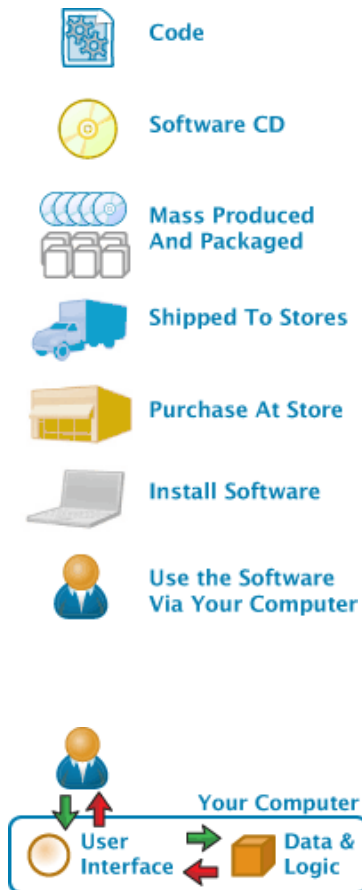 Code
Software CD
Mass Produced
And Packaged
Shipped To Stores
Purchase At Store
Install Software
Use the Software
Via Your Computer
Your Computer
User
Interface
Data &
Logic